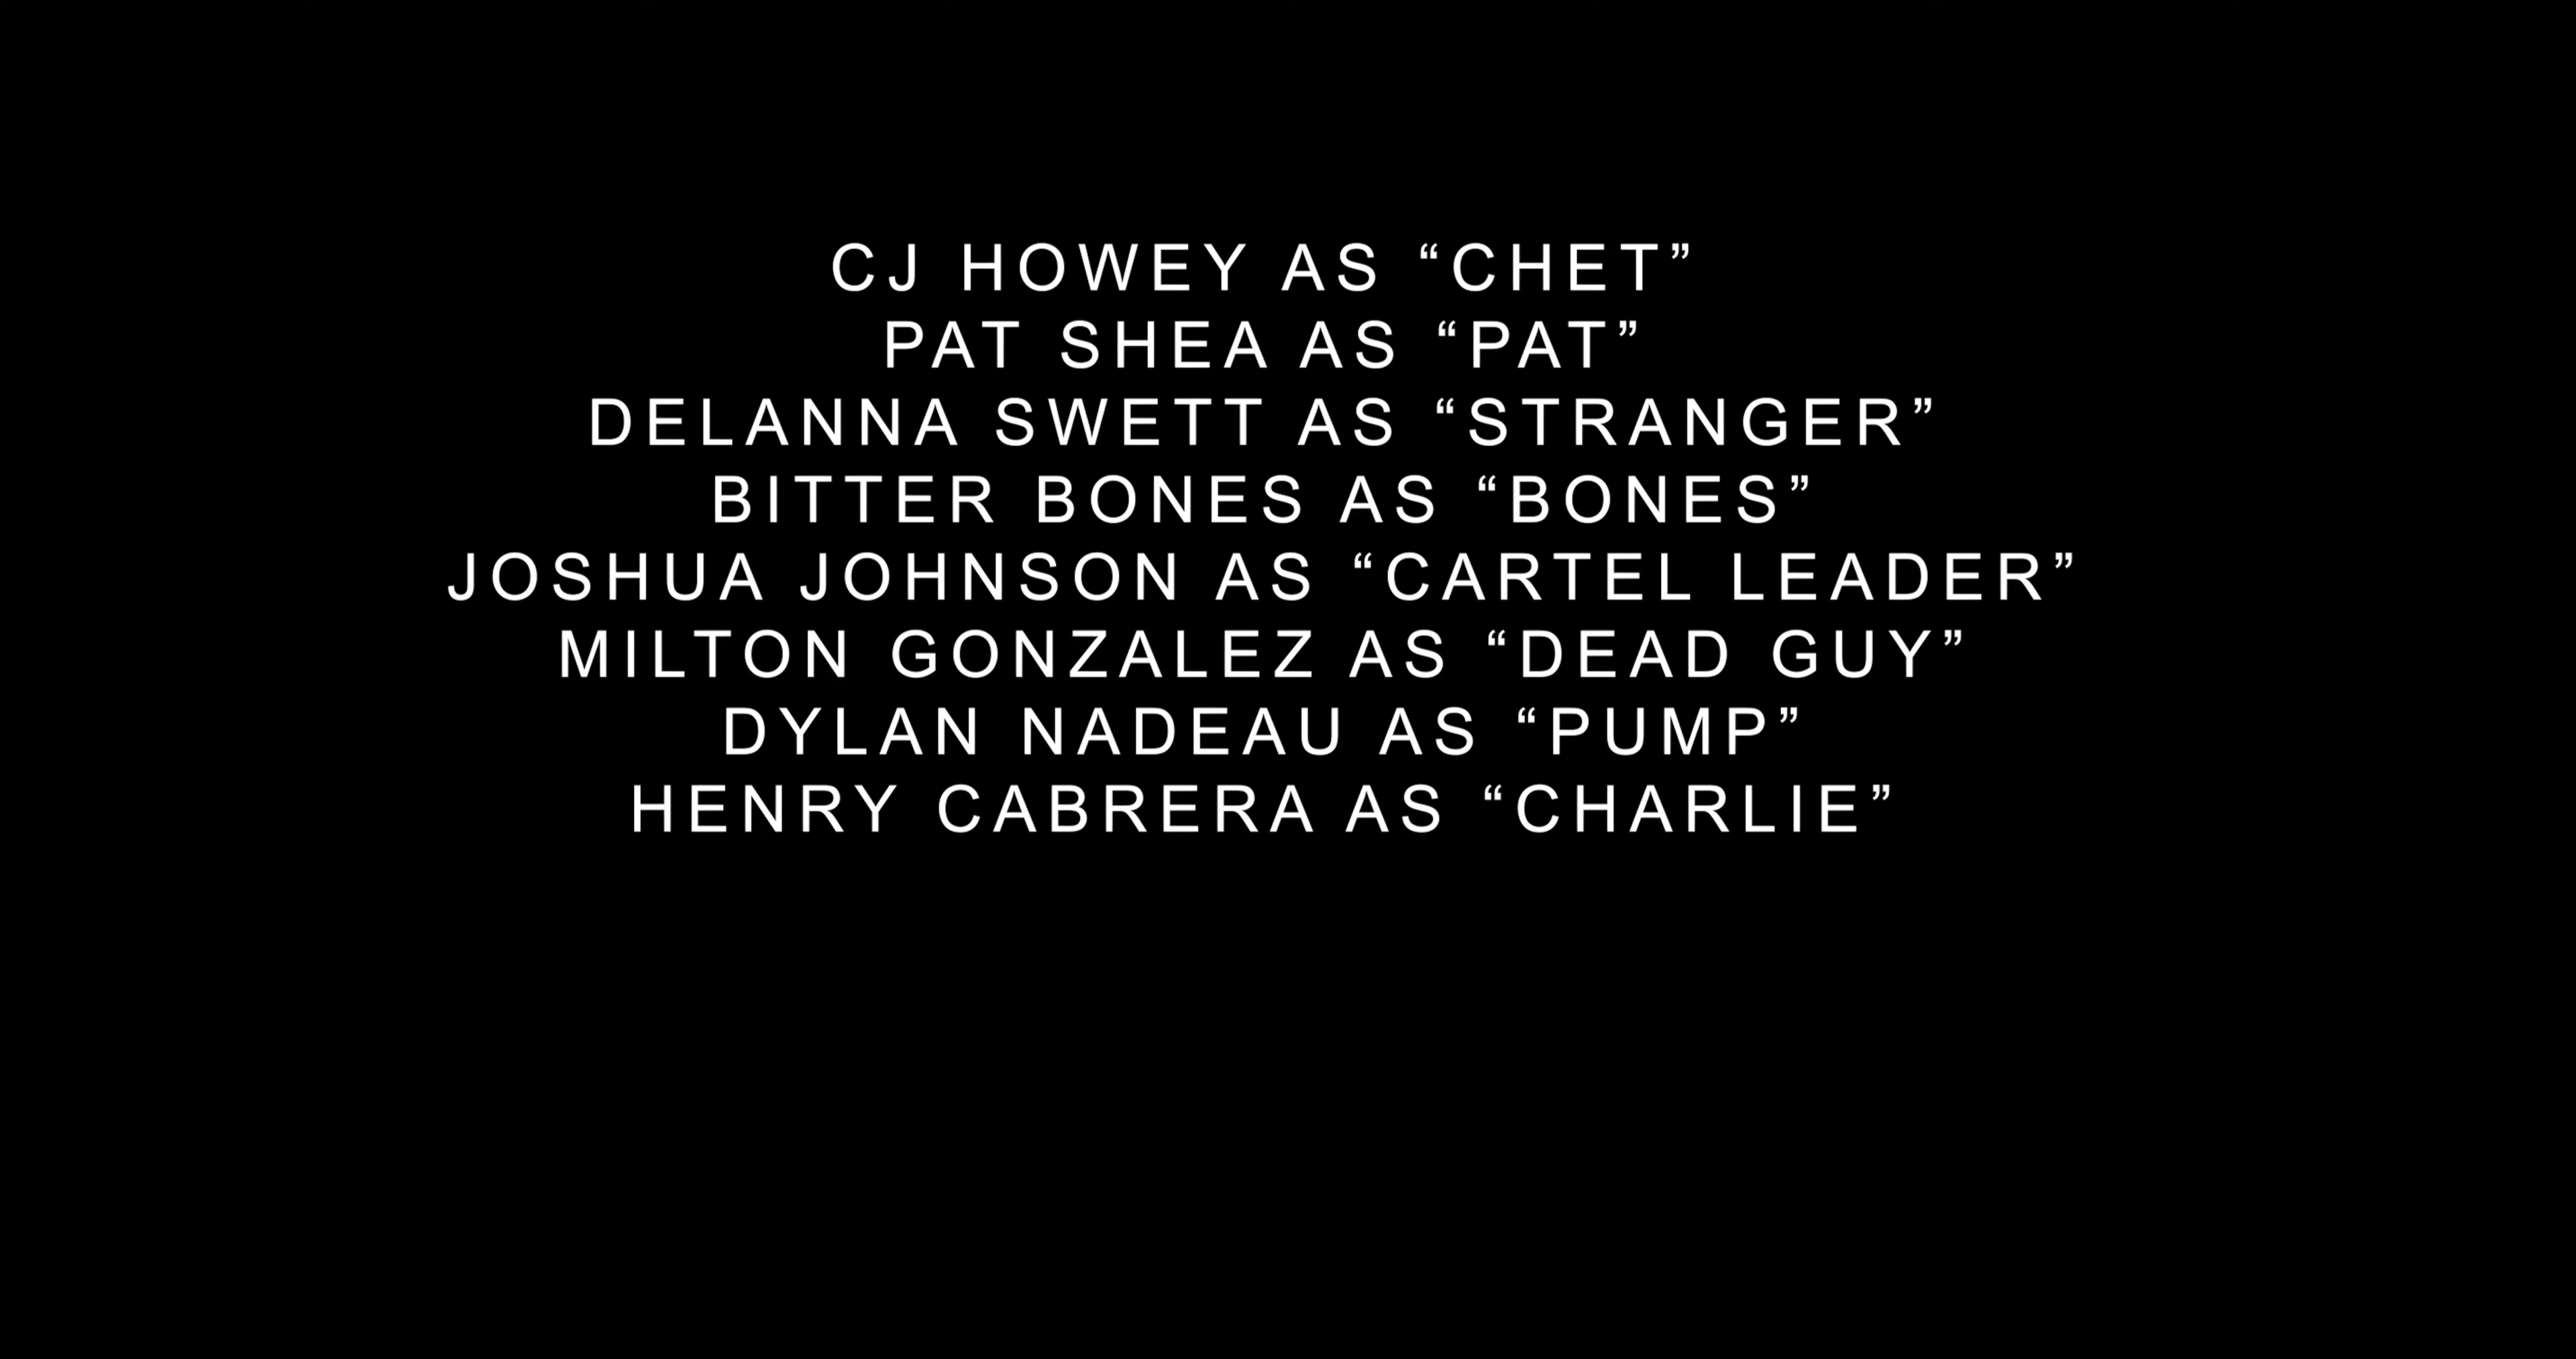 CJ HOWEY AS “CHET”
PAT SHEA AS “PAT”
DELANNA SWETT AS “STRANGER”
BITTER BONES AS “BONES”
JOSHUA JOHNSON AS “CARTEL LEADER”
MILTON GONZALEZ AS “DEAD GUY”
DYLAN NADEAU AS “PUMP”
HENRY CABRERA AS “CHARLIE”